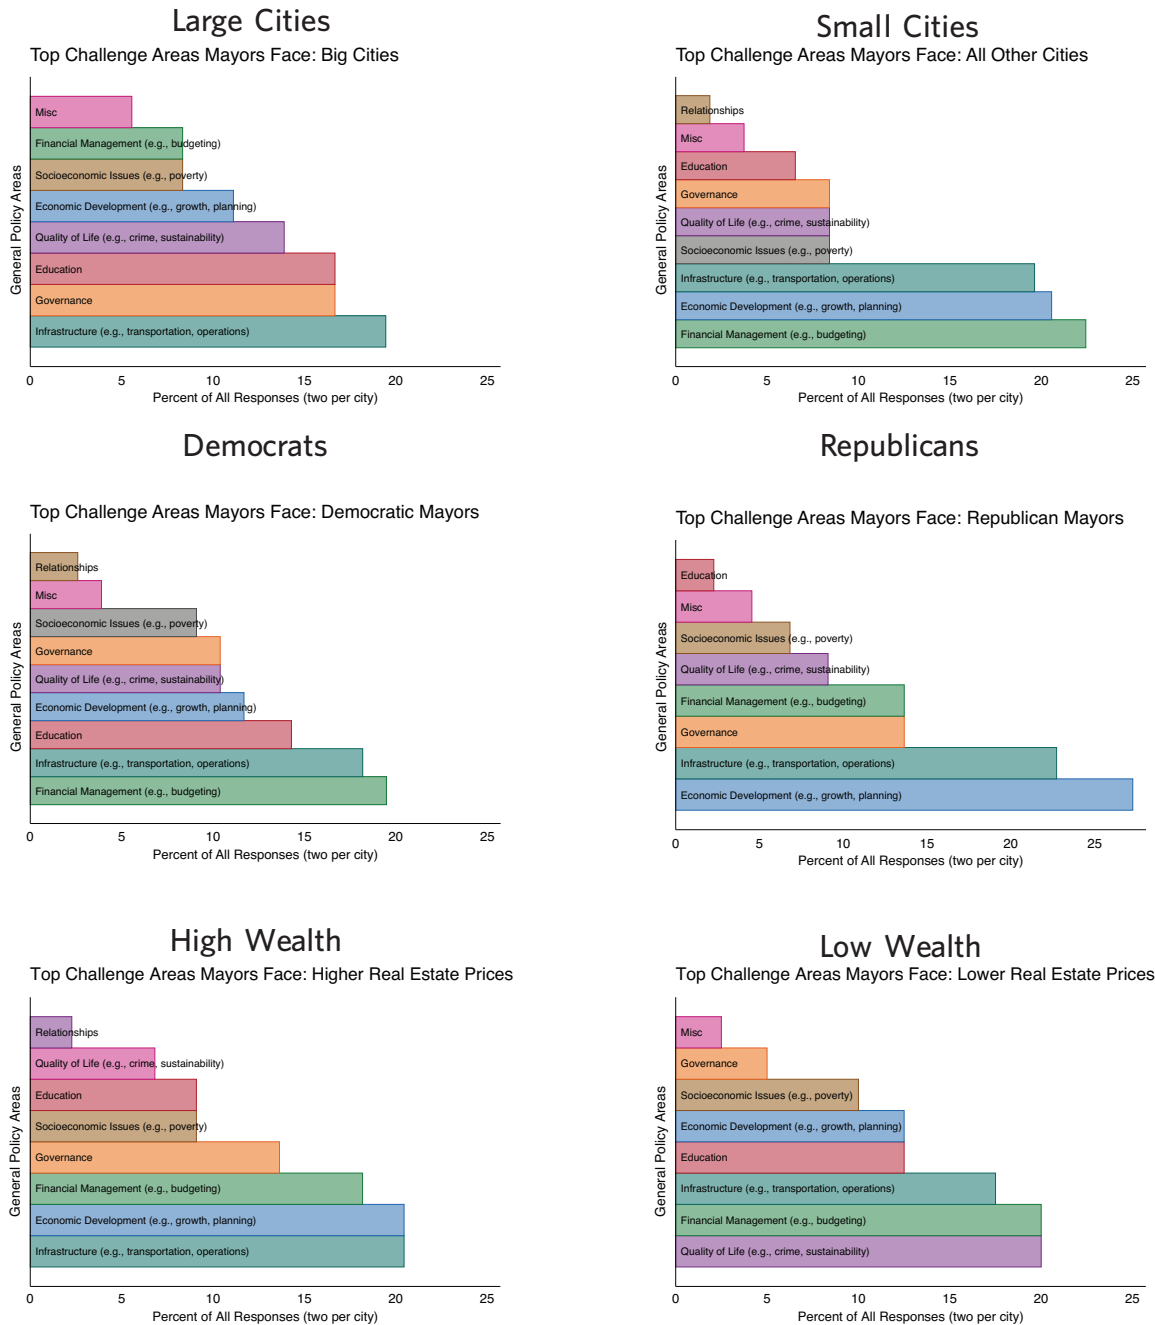 Large Cities
Top Challenge Areas Mayors Face: Big Cities
General Policy Areas
Misc
Financial Management (e.g., budgeting)
Socioeconomic Issues (e.g., poverty)
Economic Development (e.g., growth, planning)
Quality of Life (e.g., crime, sustainability)
Education
Governance
Infrastructure (e.g., transportation, operations)
0 5 10 15 20 25
Percent of All Responses (two per city)
Small Cities
Top Challenge Areas Mayors Face: All Other Cities
General Policy Areas
Relationships
Misc
Education
Governance
Quality of Life (e.g., crime, sustainability)
Socioeconomic Issues (e.g., poverty)
Infrastructure (e.g., transportation, operations)
Economic Development (e.g., growth, planning)
Financial Management (e.g., budgeting)
0 5 10 15 20 25
Percent of All Responses (two per city)
Democrats
Top Challenge Areas Mayors Face: Democratic Mayors
General Policy Areas
Relationships
Misc
Socioeconomic Issues (e.g., poverty)
Governance
Quality of Life (e.g., crime, sustainability)
Economic Development (e.g., growth, planning)
Education
Infrastructure (e.g., transportation, operations)
Financial Management (e.g., budgeting)
0 5 10 15 20 25
Percent of All Responses (two per city)
Republicans
Top Challenge Areas Mayors Face: Republican Mayors
General Policy Areas
Education
Misc
Socioeconomic Issues (e.g., poverty)
Quality of Life (e.g., crime, sustainability)
Financial Management (e.g., budgeting)
Governance
Infrastructure (e.g., transportation, operations)
Economic Development (e.g., growth, planning)
0 5 10 15 20 25
Percent of All Responses (two per city)
High Wealth
Top Challenge Areas Mayors Face: Higher Real Estate Prices
General Policy Areas
Relationships
Quality of Life (e.g., crime, sustainability)
Education
Socioeconomic Issues (e.g., poverty)
Governance
Financial Management (e.g., budgeting)
Economic Development (e.g., growth, planning)
Infrastructure (e.g., transportation, operations)
0 5 10 15 20 25
Percent of All Responses (two per city)
Low Wealth
Top Challenge Areas Mayors Face: Lower Real Estate Prices
General Policy Areas
Misc
Governance
Socioeconomic Issues (e.g., poverty)
Economic Development (e.g., growth, planning)
Education
Infrastructure (e.g., transportation, operations)
Financial Management (e.g., budgeting)
Quality of Life (e.g., crime, sustainability)
0 5 10 15 20 25
Percent of All Responses (two per city)